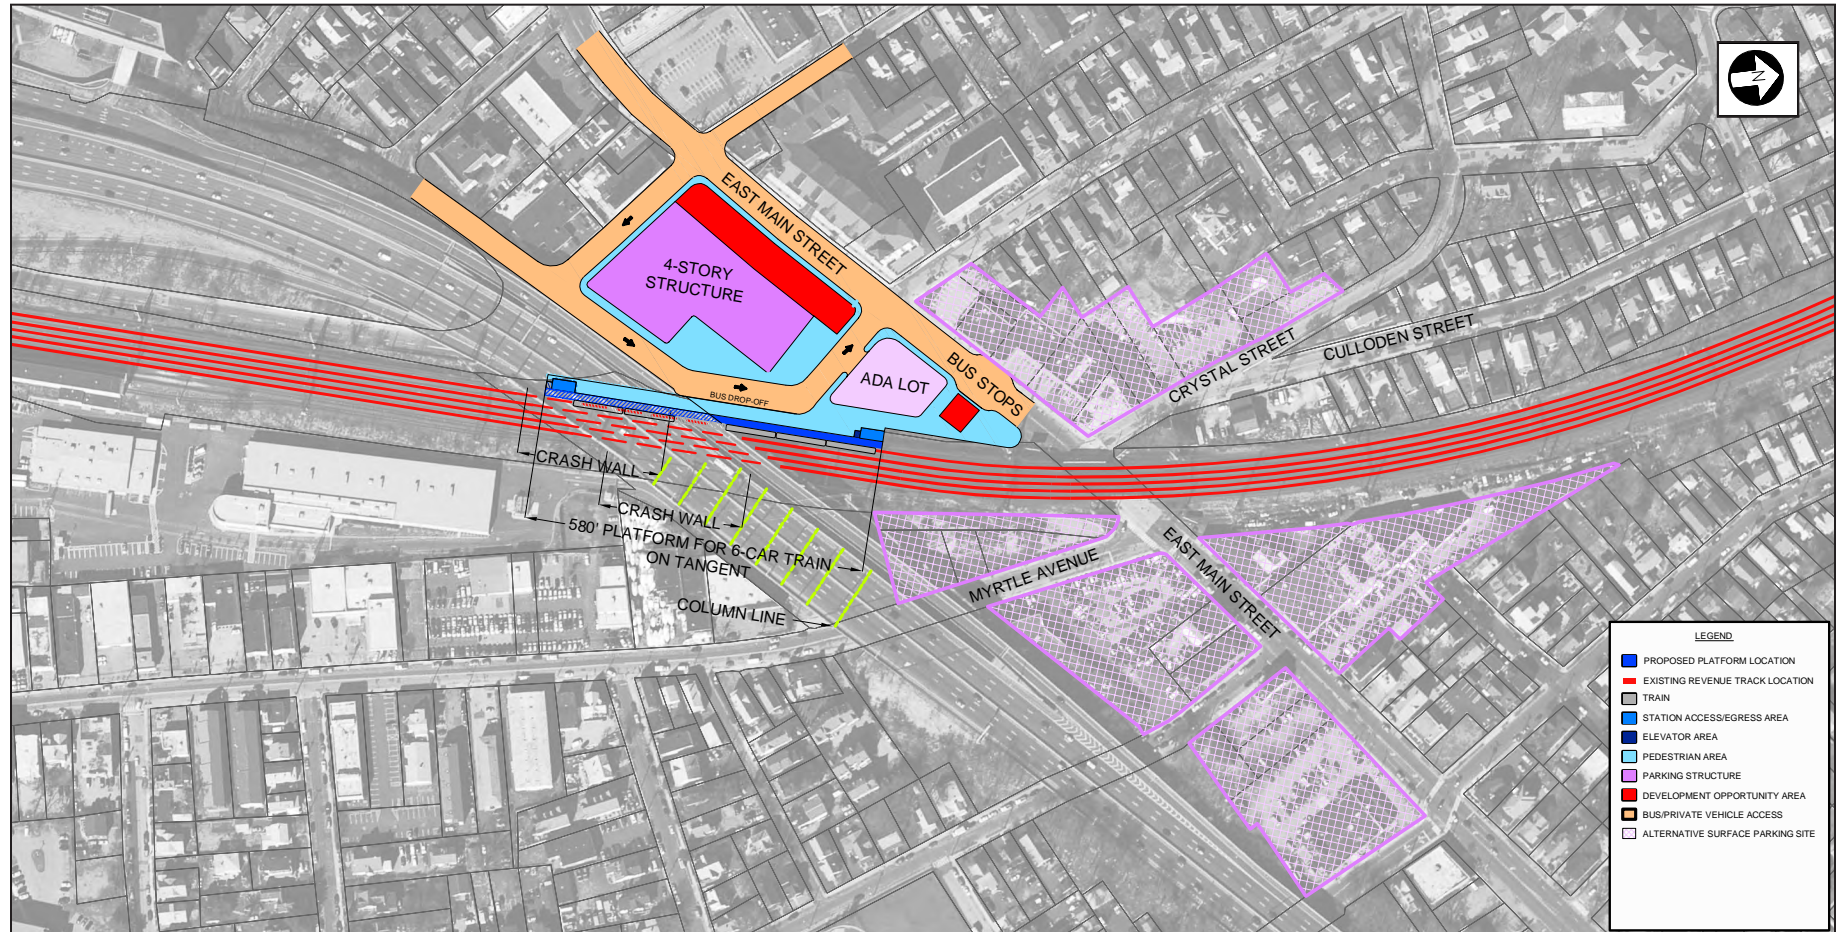 N
EAST MAIN STREET
4-STORY
STRUCTURE
BUS STOPS
ADA LOT
BUS DROP-OFF
CRYSTAL STREET
CULLODEN STREET
CRASH WALL
CRASH WALL
580' PLATFORM FOR 6-CAR TRAIN
ON TANGENT
COLUMN LINE
MYRTLE AVENUE
EAST MAIN STREET
LEGEND
PROPOSED PLATFORM LOCATION
EXISTING REVENUE TRACK LOCATION
TRAIN
STATION ACCESS/EGRESS AREA
ELEVATOR AREA
PEDESTRIAN AREA
PARKING STRUCTURE
DEVELOPMENT OPPORTUNITY AREA
BUS/PRIVATE VEHICLE ACCESS
ALTERNATIVE SURFACE PARKING SITE